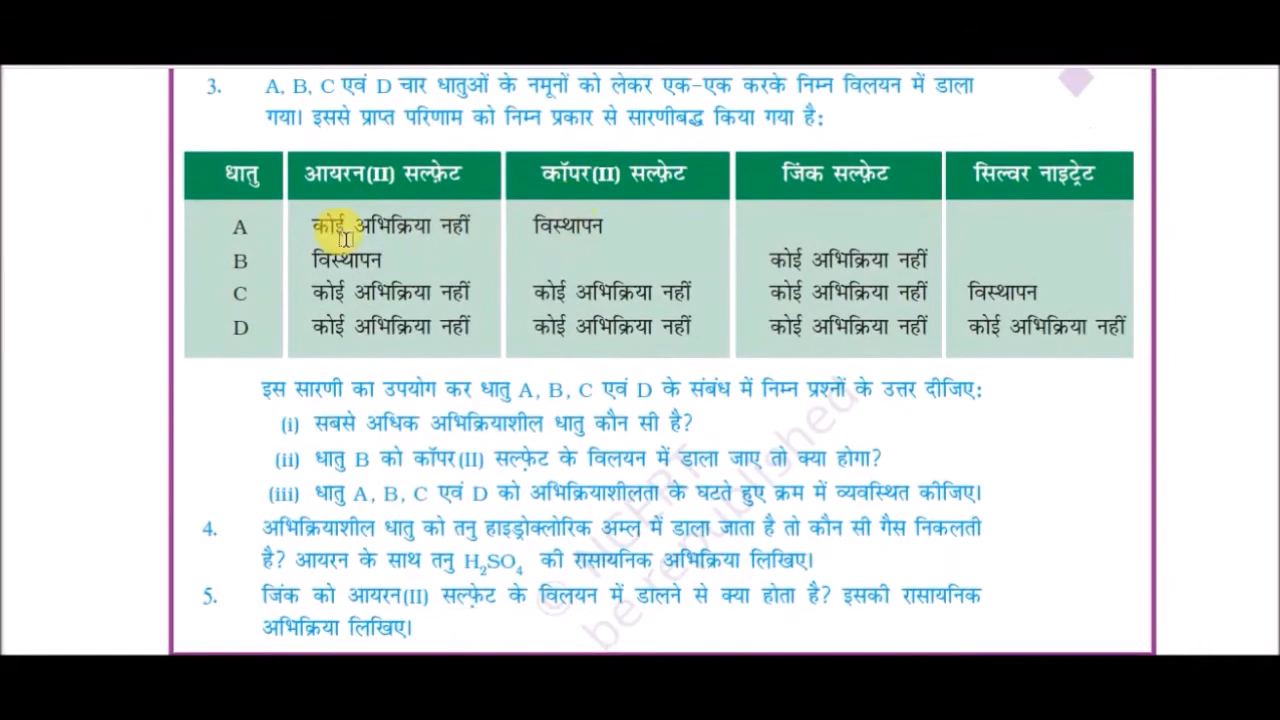 3. A, B, C एवं D चार धातुओं के नमूनों को लेकर एक-एक करके निम्न विलयन में डाला
गया। इससे प्राप्त परिणाम को निम्न प्रकार से सारणीबद्ध किया गया है:
धातु आयरन(II) सल्फ़ेट कॉपर(II) सल्फ़ेट जिंक सल्फ़ेट सिल्वर नाइट्रेट
A कोई अभिक्रिया नहीं विस्थापन
B विस्थापन कोई अभिक्रिया नहीं
C कोई अभिक्रिया नहीं कोई अभिक्रिया नहीं कोई अभिक्रिया नहीं विस्थापन
D कोई अभिक्रिया नहीं कोई अभिक्रिया नहीं कोई अभिक्रिया नहीं कोई अभिक्रिया नहीं
इस सारणी का उपयोग कर धातु A, B, C एवं D के संबंध में निम्न प्रश्नों के उत्तर दीजिए:
(i) सबसे अधिक अभिक्रियाशील धातु कौन सी है?
(ii) धातु B को कॉपर(II) सल्फ़ेट के विलयन में डाला जाए तो क्या होगा?
(iii) धातु A, B, C एवं D को अभिक्रियाशीलता के घटते हुए क्रम में व्यवस्थित कीजिए।
4. अभिक्रियाशील धातु को तनु हाइड्रोक्लोरिक अम्ल में डाला जाता है तो कौन सी गैस निकलती
है? आयरन के साथ तनु H₂SO₄ की रासायनिक अभिक्रिया लिखिए।
5. जिंक को आयरन(II) सल्फ़ेट के विलयन में डालने से क्या होता है? इसकी रासायनिक
अभिक्रिया लिखिए।
© NCERT
be republished